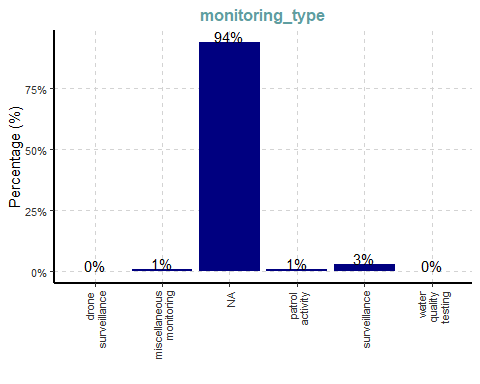 monitoring_type
Percentage (%)
75%
50%
25%
0%
0%
1%
94%
1%
3%
0%
drone
surveillance
miscellaneous
monitoring
NA
patrol
activity
surveillance
water
quality
testing